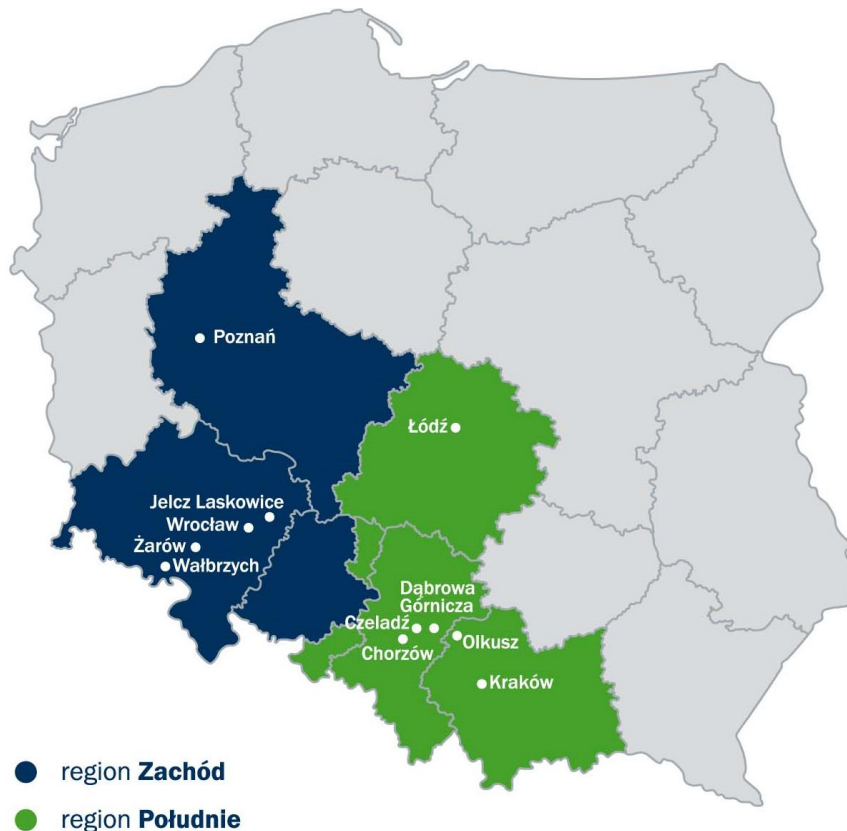 Poznań
Łódź
Jelcz Laskowice
Wrocław
Żarów
Wałbrzych
Dąbrowa
Górnicza
Czeladź
Chorzów
Olkusz
Kraków
region Zachód
region Południe